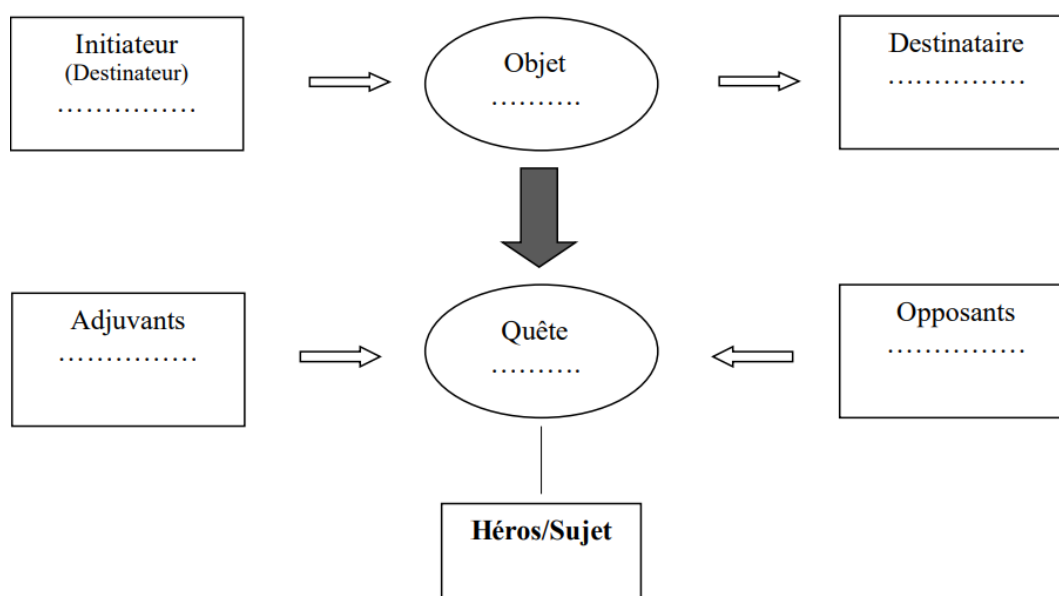 Initiateur
(Destinateur)
……………
Objet
……….
Destinataire
……………
Adjuvants
……………
Quête
……….
Opposants
……………
Héros/Sujet